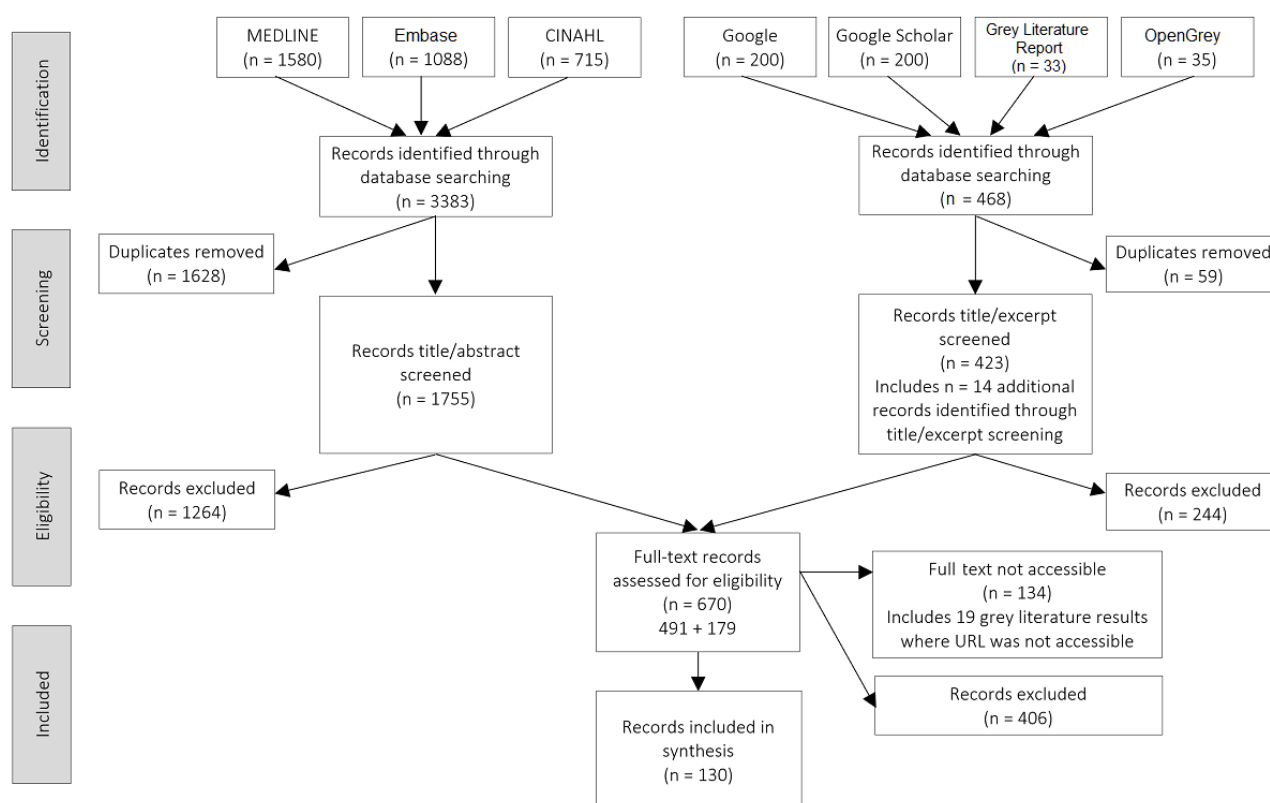 MEDLINE
(n = 1580)
Embase
(n = 1088)
CINAHL
(n = 715)
Google
(n = 200)
Google Scholar
(n = 200)
Grey Literature
Report
(n = 33)
OpenGrey
(n = 35)
Identification
Records identified through
database searching
(n = 3383)
Records identified through
database searching
(n = 468)
Screening
Duplicates removed
(n = 1628)
Duplicates removed
(n = 59)
Records title/abstract
screened
(n = 1755)
Records title/excerpt
screened
(n = 423)
Includes n = 14 additional
records identified through
title/excerpt screening
Eligibility
Records excluded
(n = 1264)
Records excluded
(n = 244)
Full-text records
assessed for eligibility
(n = 670)
491 + 179
Full text not accessible
(n = 134)
Includes 19 grey literature results
where URL was not accessible
Included
Records excluded
(n = 406)
Records included in
synthesis
(n = 130)